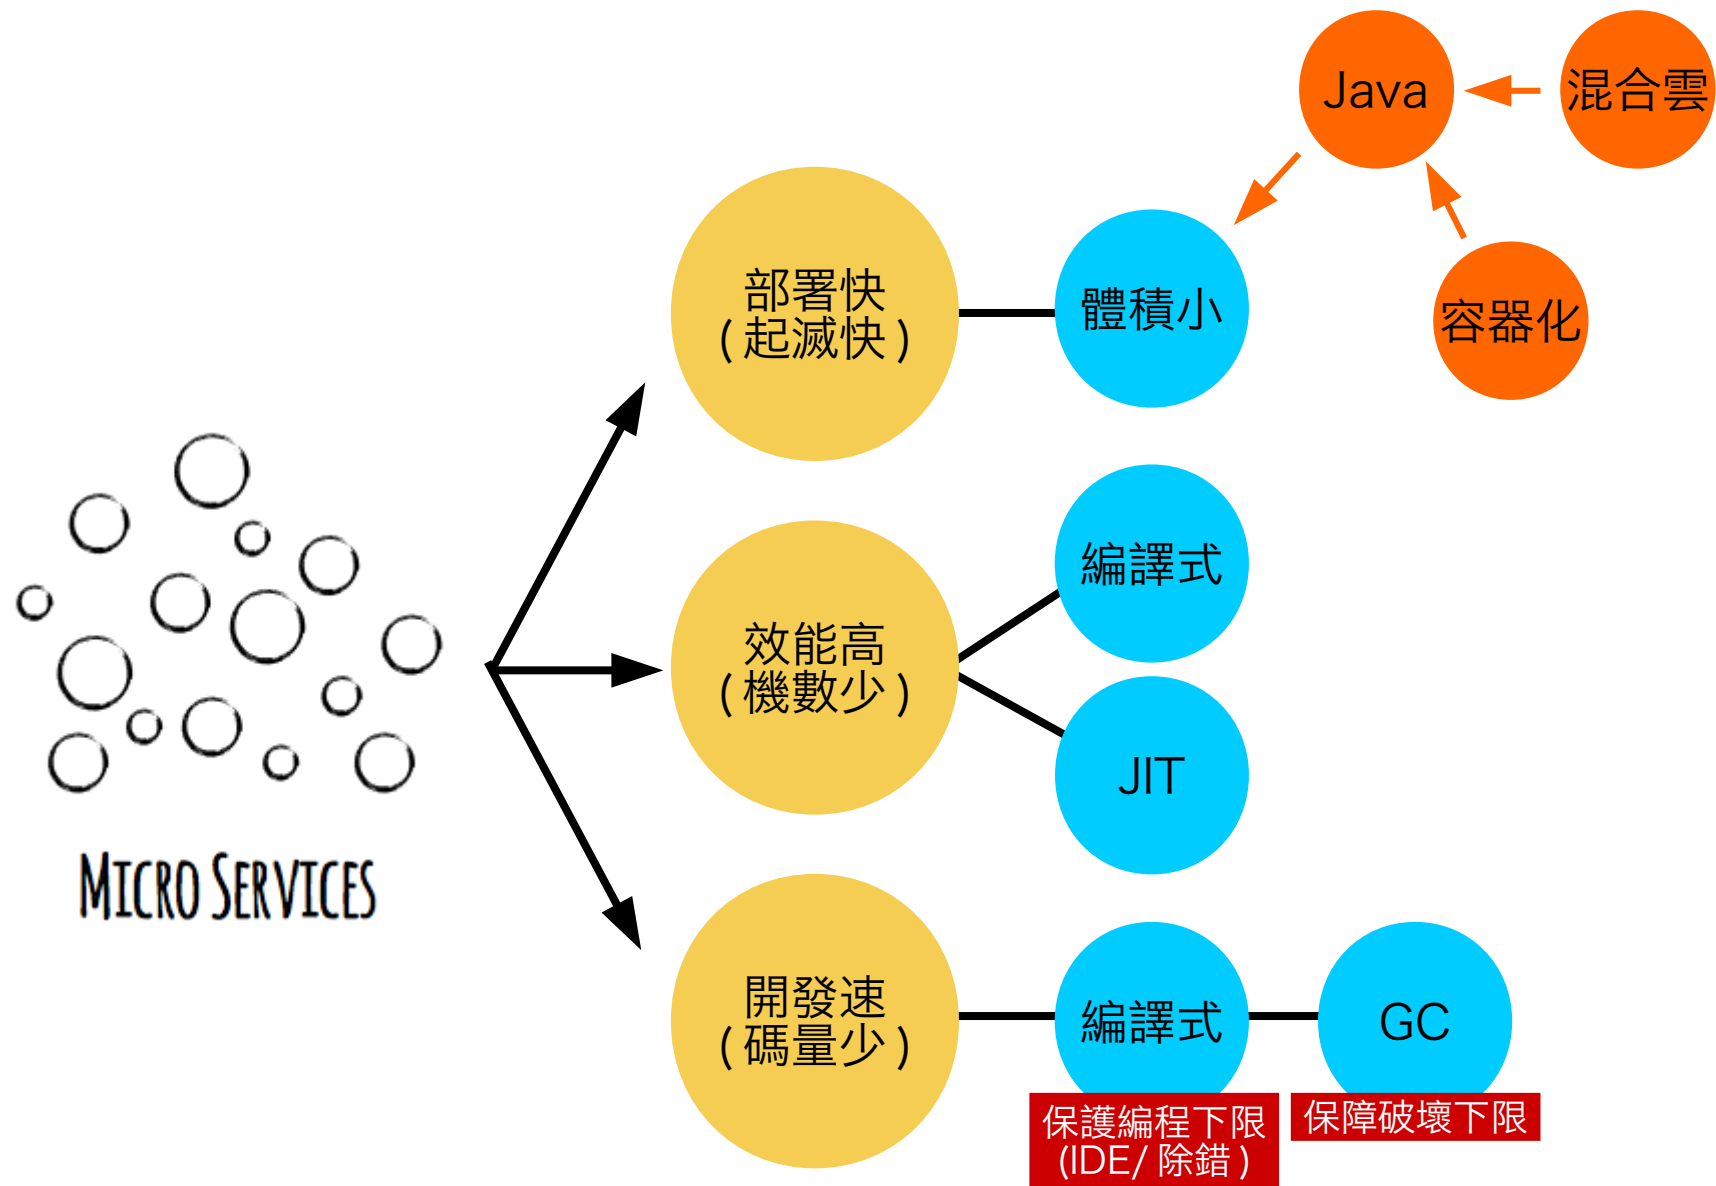 Java
混合雲
部署快
(起滅快)
體積小
容器化
編譯式
效能高
(機數少)
JIT
MICRO SERVICES
開發速
(碼量少)
編譯式
GC
保護編程下限
(IDE/ 除錯)
保障破壞下限